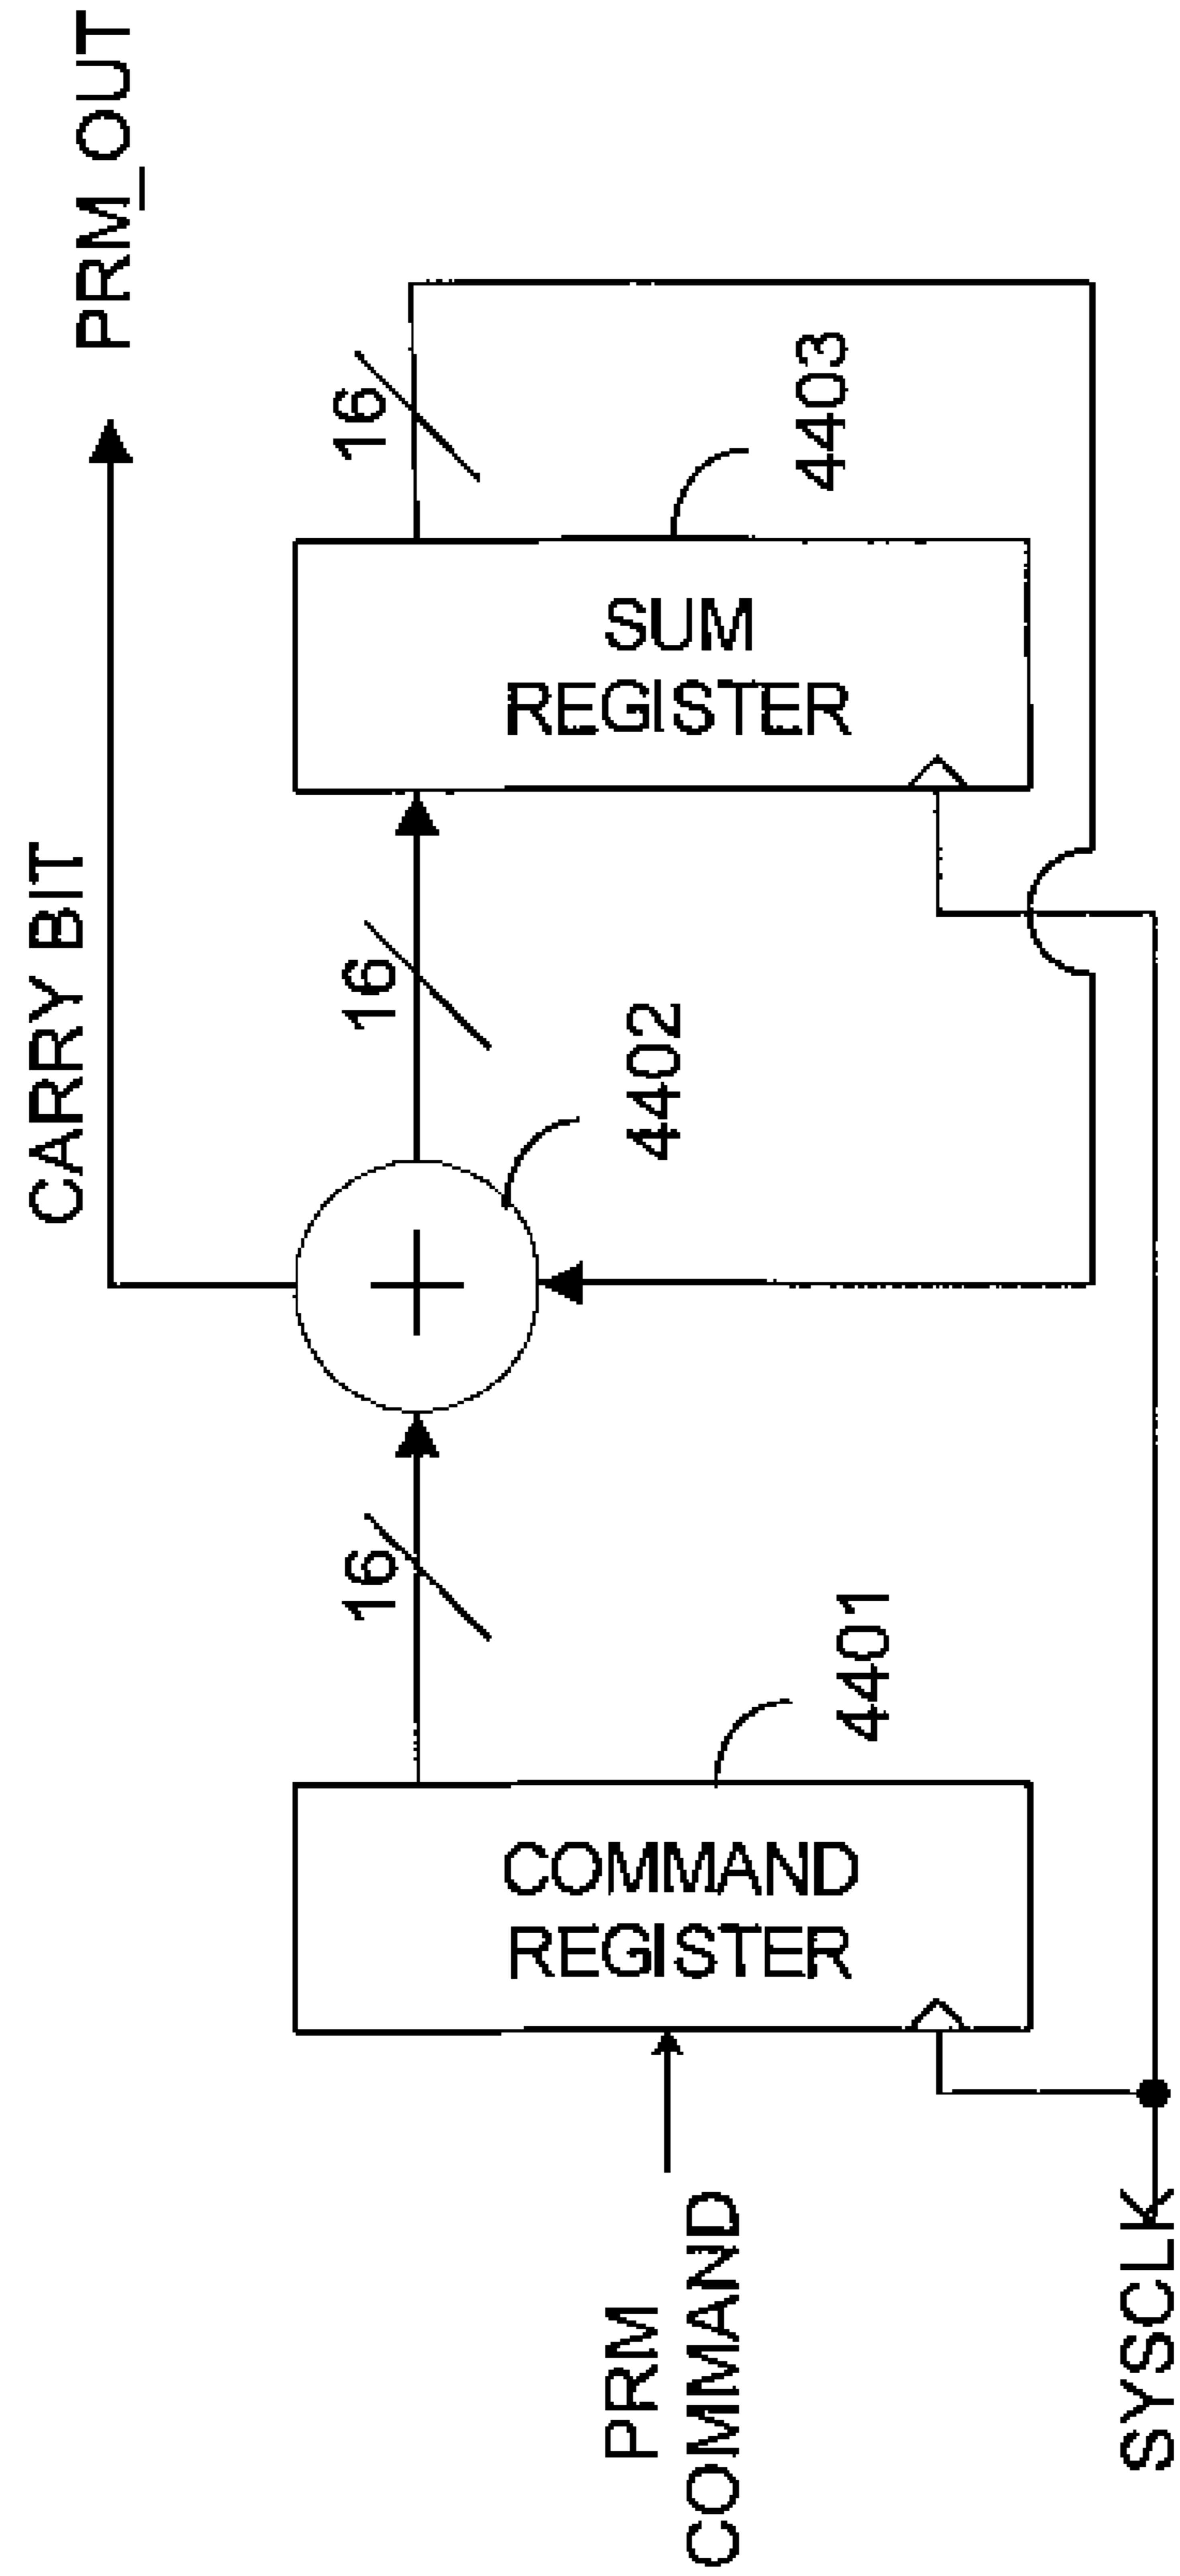 CARRY BIT
PRM_OUT
16
16
16
COMMAND
REGISTER
SUM
REGISTER
4402
4401
4403
PRM
COMMAND
SYSCLK